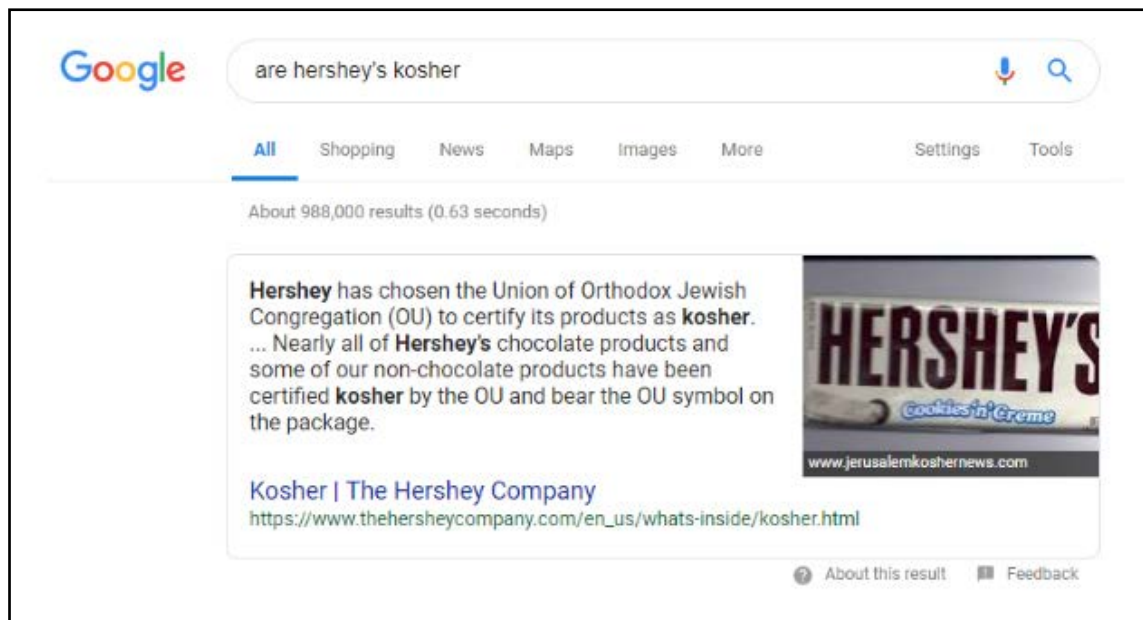 Google
are hershey's kosher
All Shopping News Maps Images More Settings Tools
About 988,000 results (0.63 seconds)
Hershey has chosen the Union of Orthodox Jewish
Congregation (OU) to certify its products as kosher.
... Nearly all of Hershey's chocolate products and
some of our non-chocolate products have been
certified kosher by the OU and bear the OU symbol on
the package.
HERSHEY'S
Cookies'n'Creme
www.jerusalemkoshernews.com
Kosher | The Hershey Company
https://www.thehersheycompany.com/en_us/whats-inside/kosher.html
About this result Feedback